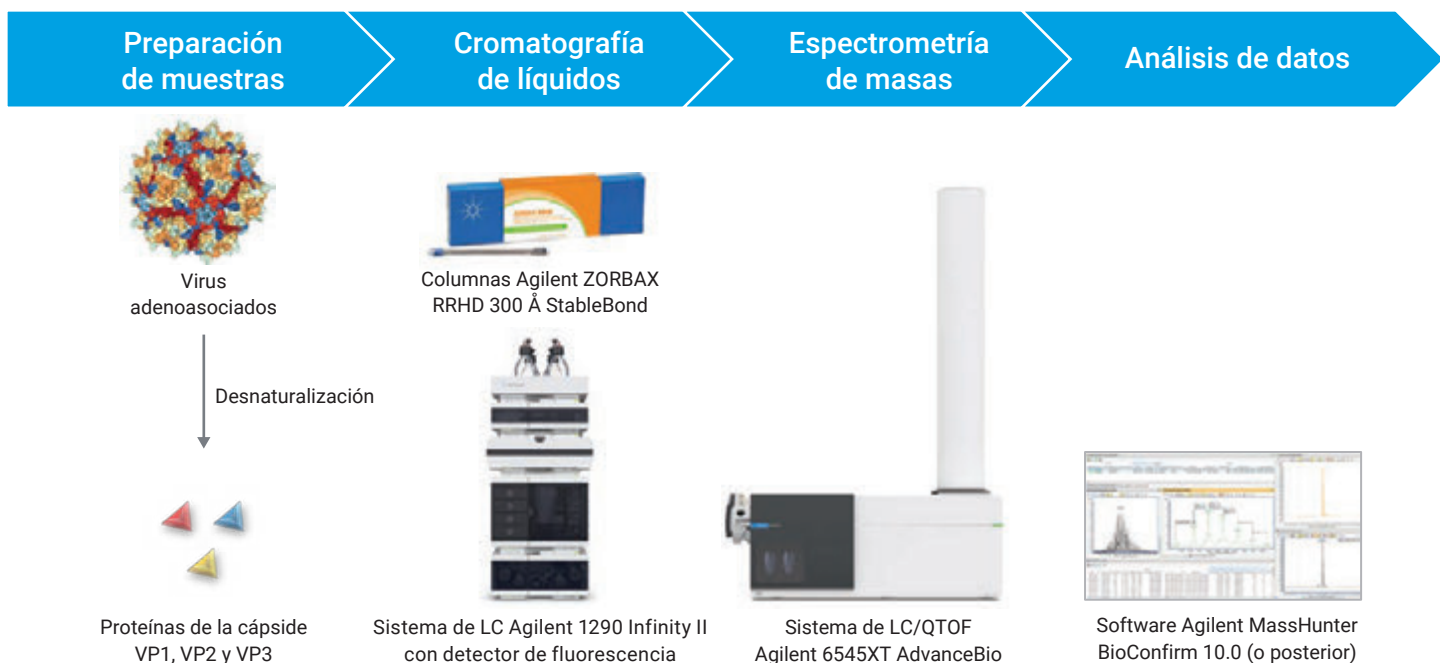 Preparación
de muestras
Cromatografía
de líquidos
Espectrometría
de masas
Análisis de datos
Virus
adenoasociados
Desnaturalización
Proteínas de la cápside
VP1, VP2 y VP3
Columnas Agilent ZORBAX
RRHD 300 Å StableBond
Sistema de LC Agilent 1290 Infinity II
con detector de fluorescencia
Sistema de LC/QTOF
Agilent 6545XT AdvanceBio
Software Agilent MassHunter
BioConfirm 10.0 (o posterior)